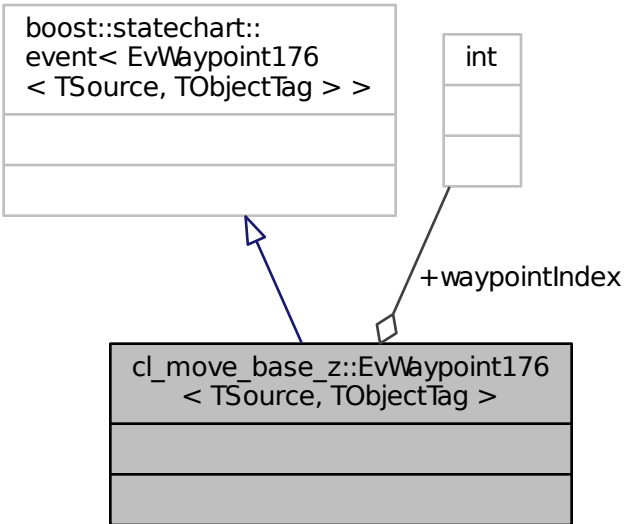 boost::statechart::
event< EvWaypoint176
< TSource, TObjectTag > >
int
+waypointIndex
cl_move_base_z::EvWaypoint176
< TSource, TObjectTag >